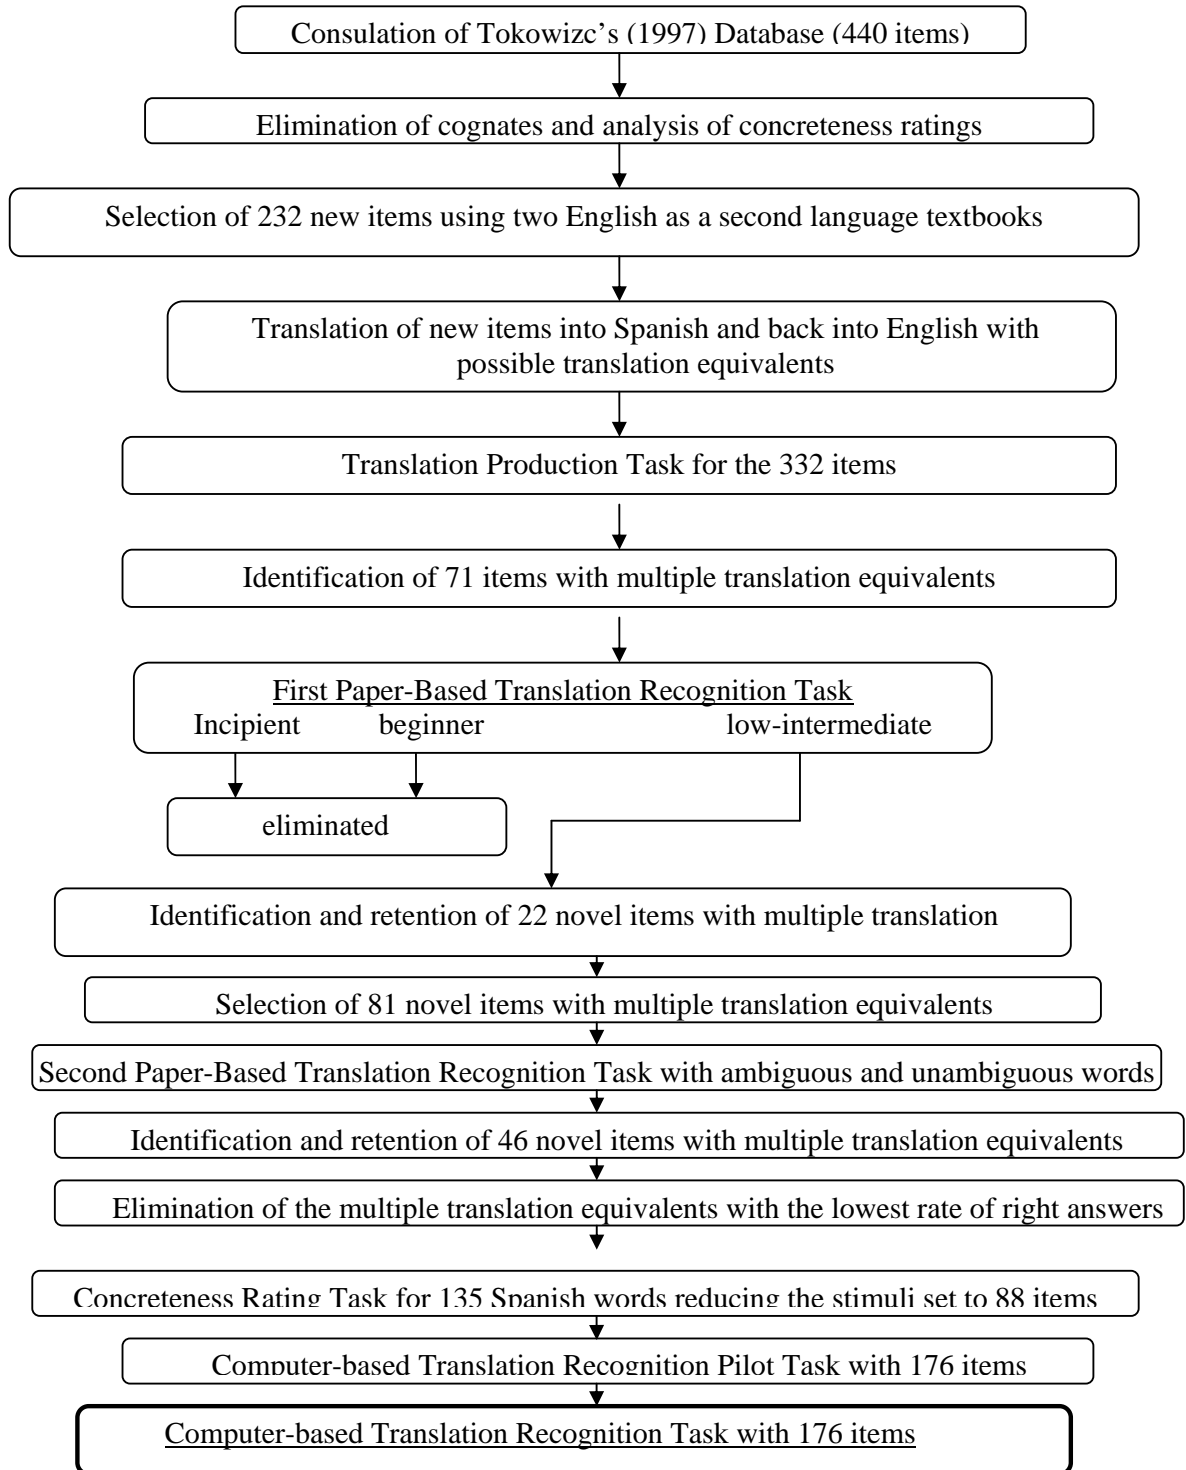 Consulation of Tokowizc’s (1997) Database (440 items)
Elimination of cognates and analysis of concreteness ratings
Selection of 232 new items using two English as a second language textbooks
Translation of new items into Spanish and back into English with
possible translation equivalents
Translation Production Task for the 332 items
Identification of 71 items with multiple translation equivalents
First Paper-Based Translation Recognition Task
Incipient beginner low-intermediate
eliminated
Identification and retention of 22 novel items with multiple translation
Selection of 81 novel items with multiple translation equivalents
Second Paper-Based Translation Recognition Task with ambiguous and unambiguous words
Identification and retention of 46 novel items with multiple translation equivalents
Elimination of the multiple translation equivalents with the lowest rate of right answers
Concreteness Rating Task for 135 Spanish words reducing the stimuli set to 88 items
Computer-based Translation Recognition Pilot Task with 176 items
Computer-based Translation Recognition Task with 176 items